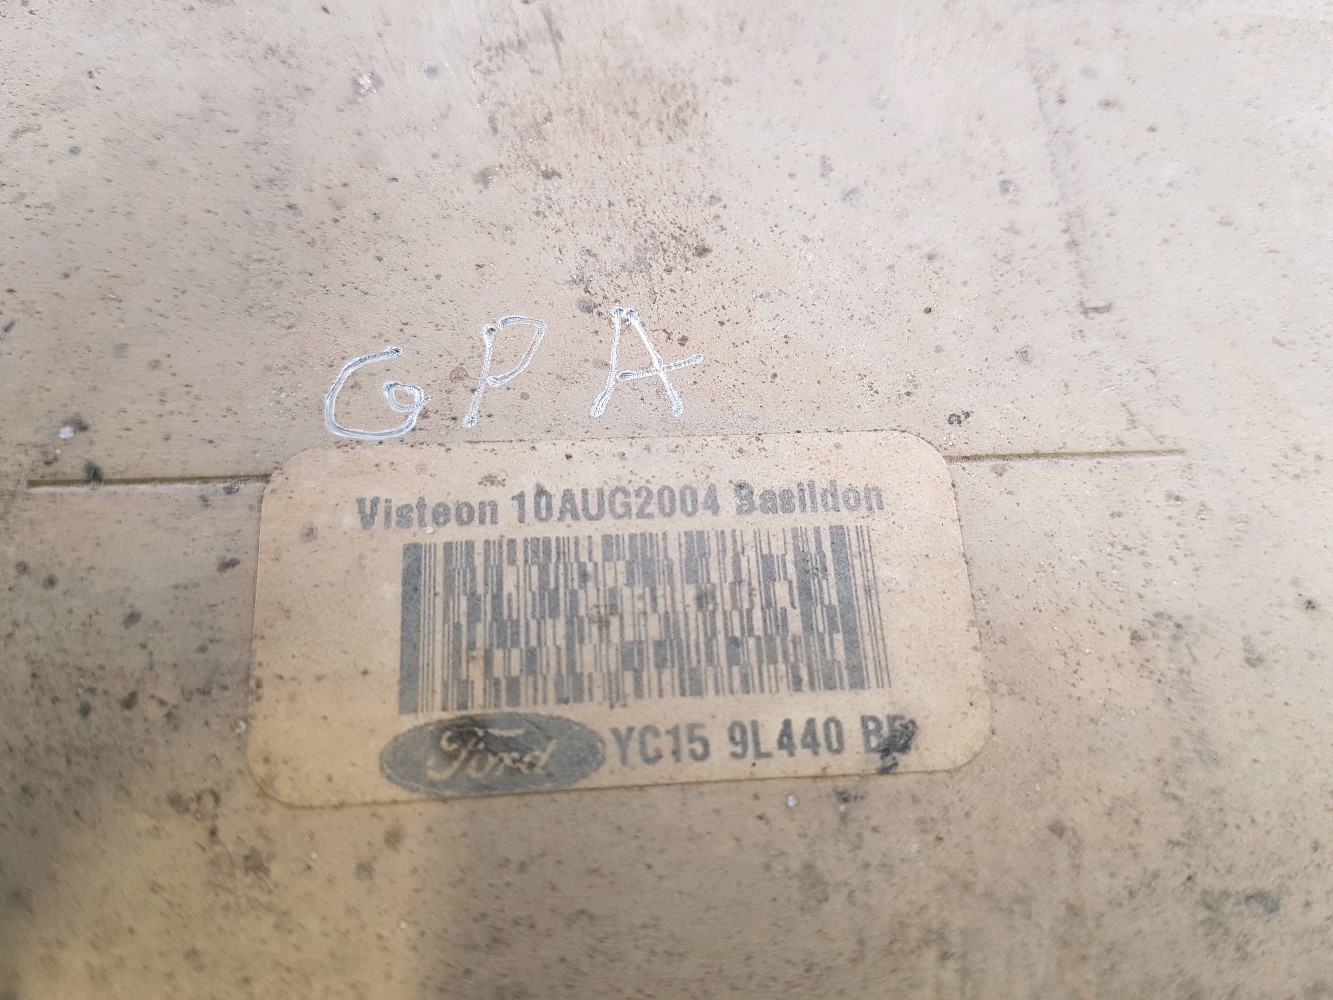 GPA
Visteon 10AUG2004 Basildon
Ford YC15 9L440